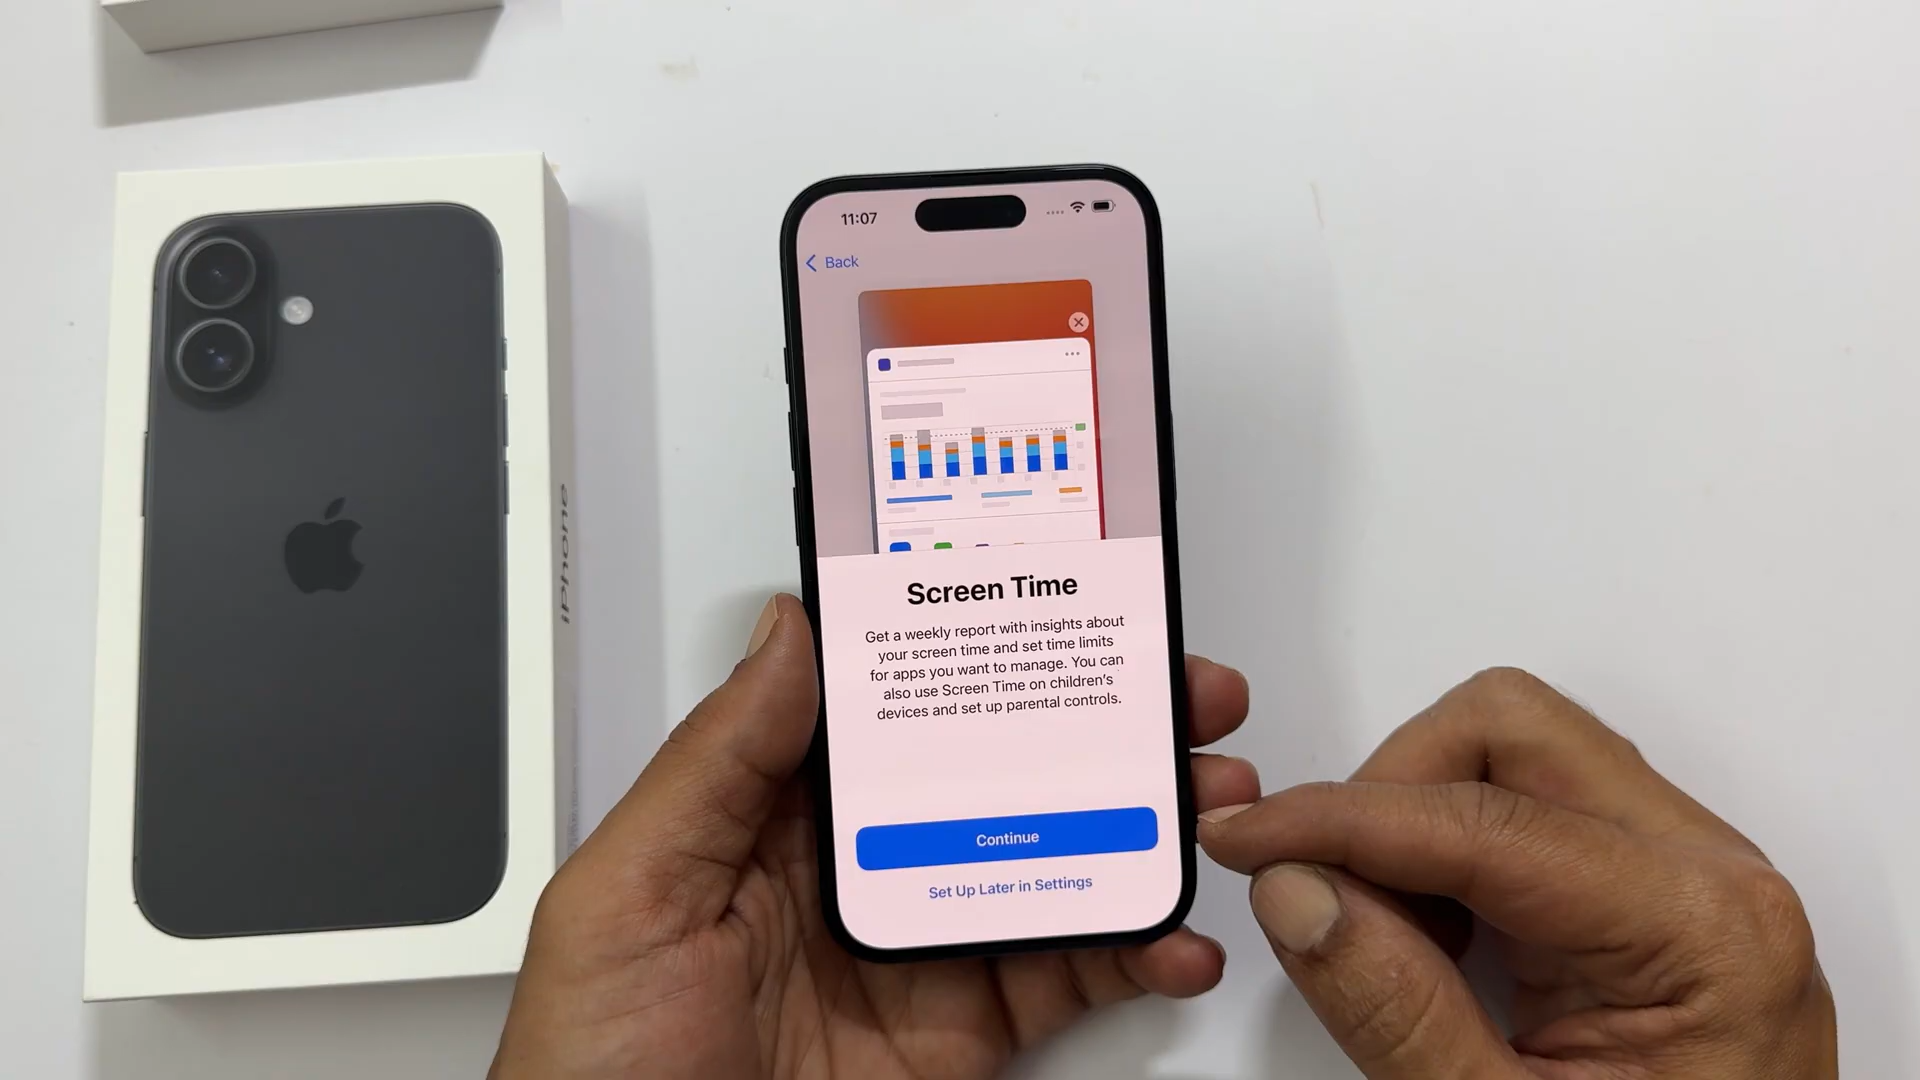 iPhone
11:07
Back
Screen Time
Get a weekly report with insights about
your screen time and set time limits
for apps you want to manage. You can
also use Screen Time on children's
devices and set up parental controls.
Continue
Set Up Later in Settings